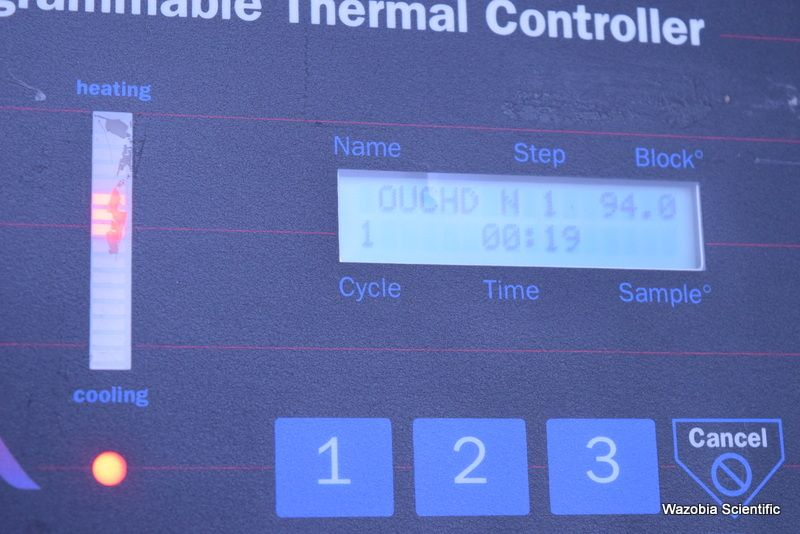 Thermal Controller
heating
Name Step Block°
OUCHD N 1 94.0
1 00:19
Cycle Time Sample°
cooling
1 2 3 Cancel
Wazobia Scientific